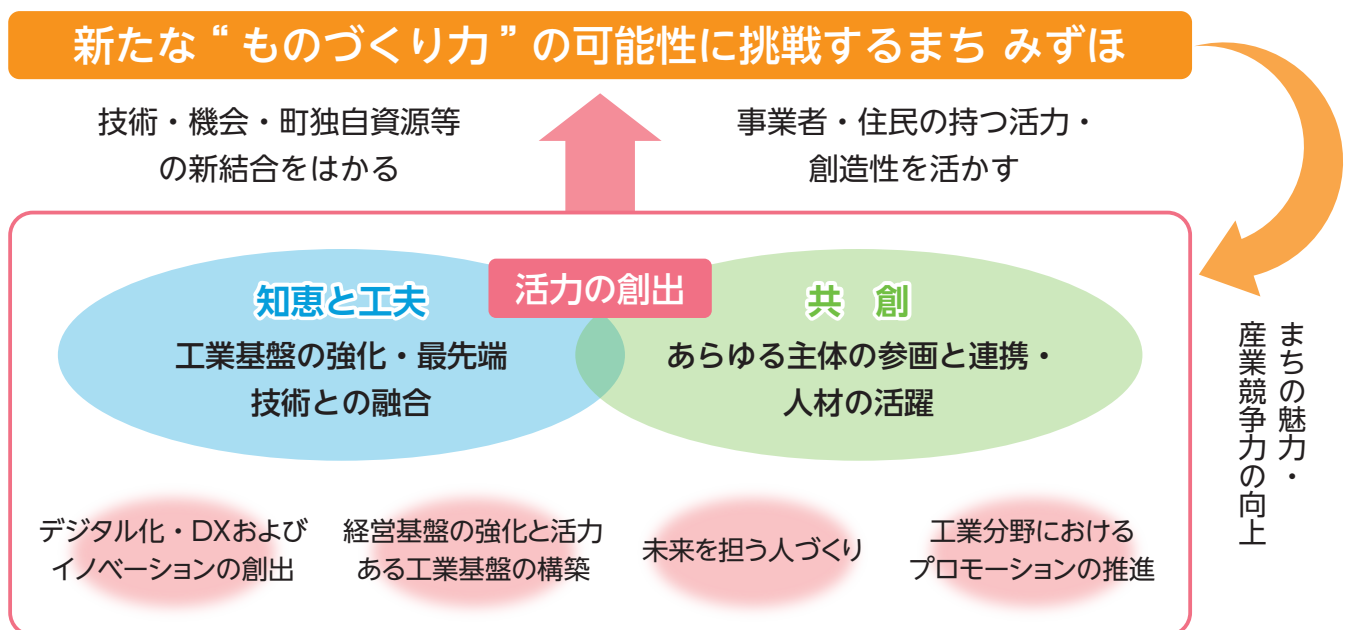 新たな“ものづくり力”の可能性に挑戦するまち みずほ
技術・機会・町独自資源等
の新結合をはかる
事業者・住民の持つ活力・
創造性を活かす
活力の創出
知恵と工夫
工業基盤の強化・最先端
技術との融合
共 創
あらゆる主体の参画と連携・
人材の活躍
まちの魅力・
産業競争力の向上
デジタル化・DXおよび
イノベーションの創出
経営基盤の強化と活力
ある工業基盤の構築
未来を担う人づくり
工業分野における
プロモーションの推進